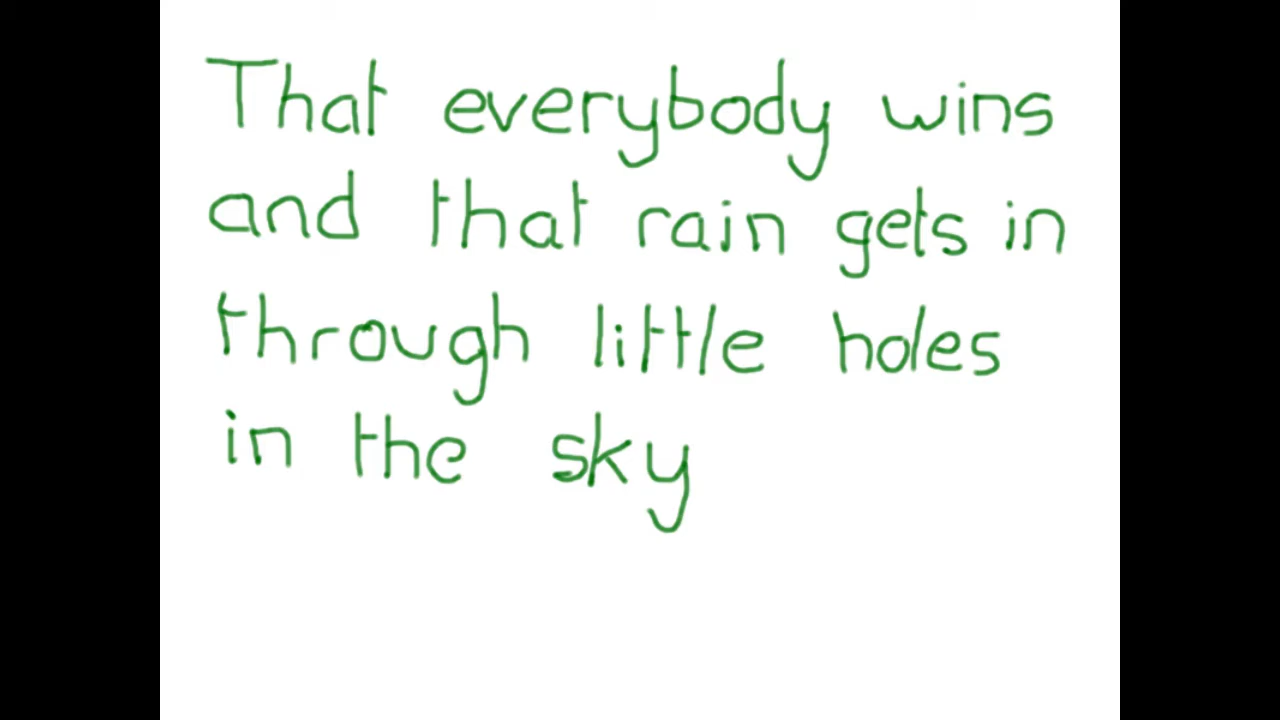 That everybody wins
and that rain gets in
through little holes
in the sky